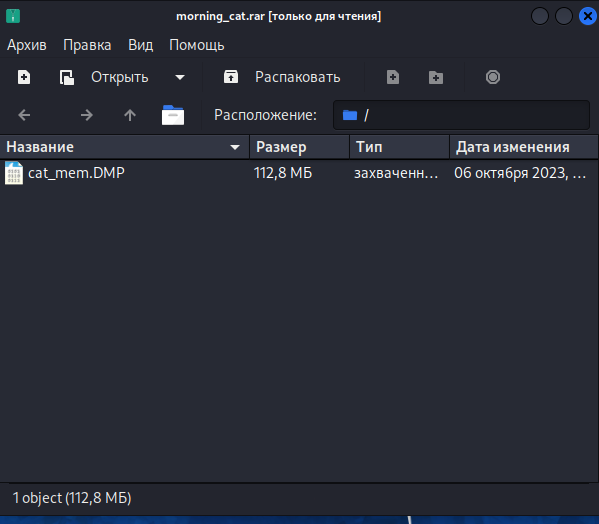 morning_cat.rar [только для чтения]
Архив Правка Вид Помощь
Открыть Распаковать
Расположение: /
Название Размер Тип Дата изменения
cat_mem.DMP 112,8 МБ захваченн... 06 октября 2023, ...
1 object (112,8 МБ)